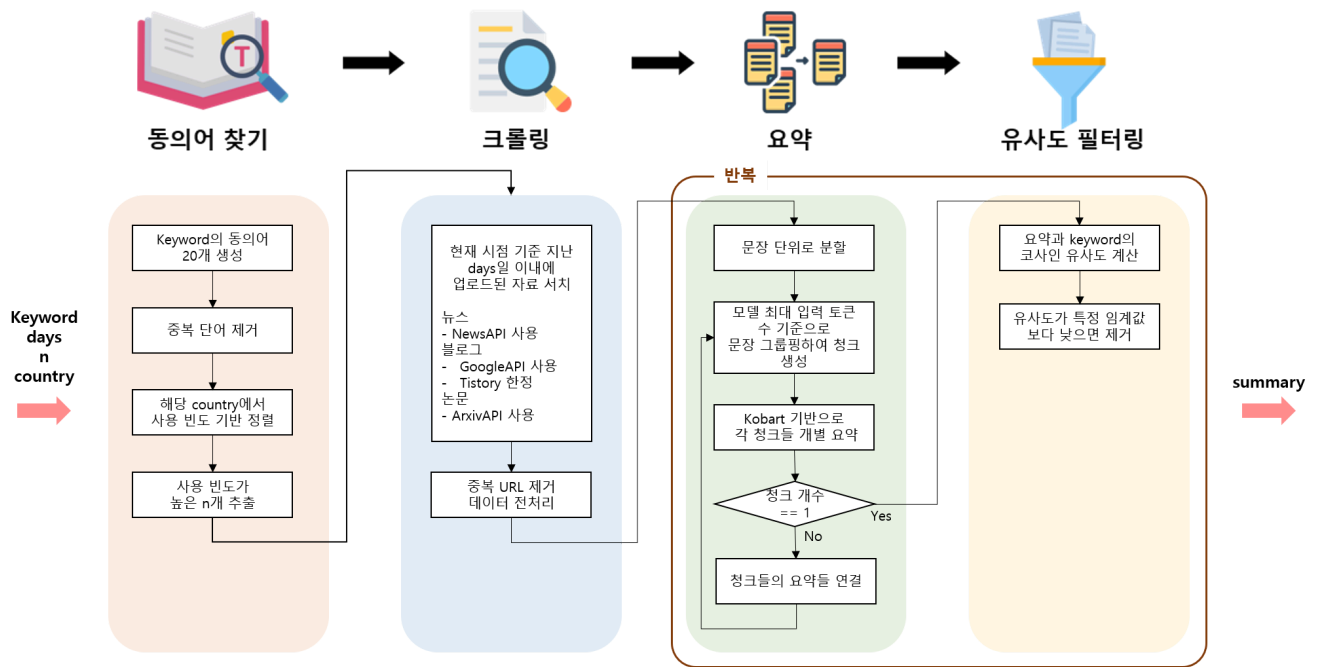 T
동의어 찾기
크롤링
요약
유사도 필터링
반복
Keyword
days
n
country
Keyword의 동의어
20개 생성
중복 단어 제거
해당 country에서
사용 빈도 기반 정렬
사용 빈도가
높은 n개 추출
현재 시점 기준 지난
days일 이내에
업로드된 자료 서치
뉴스
- NewsAPI 사용
블로그
- GoogleAPI 사용
- Tistory 한정
논문
- ArxivAPI 사용
중복 URL 제거
데이터 전처리
문장 단위로 분할
모델 최대 입력 토큰
수 기준으로
문장 그룹핑하여 청크
생성
Kobart 기반으로
각 청크들 개별 요약
청크 개수
== 1
Yes
No
청크들의 요약들 연결
요약과 keyword의
코사인 유사도 계산
유사도가 특정 임계값
보다 낮으면 제거
summary